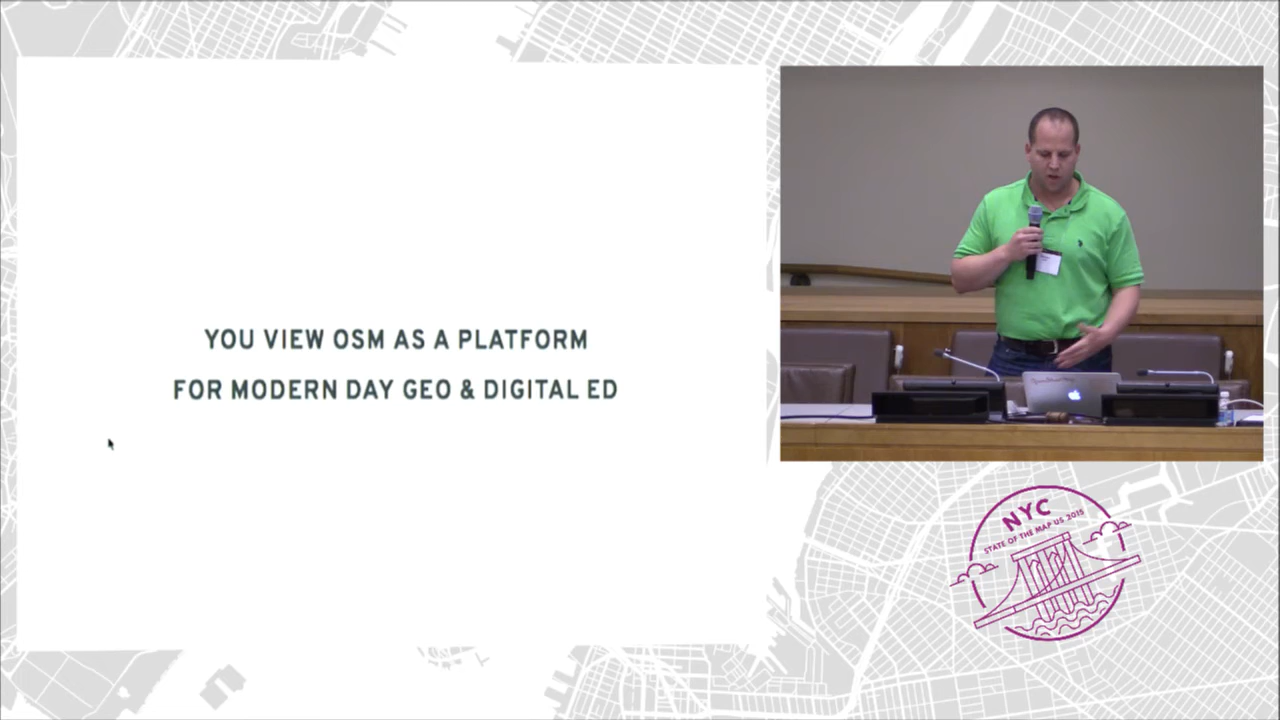 YOU VIEW OSM AS A PLATFORM
FOR MODERN DAY GEO & DIGITAL ED
NYC
STATE OF THE MAP US 2015